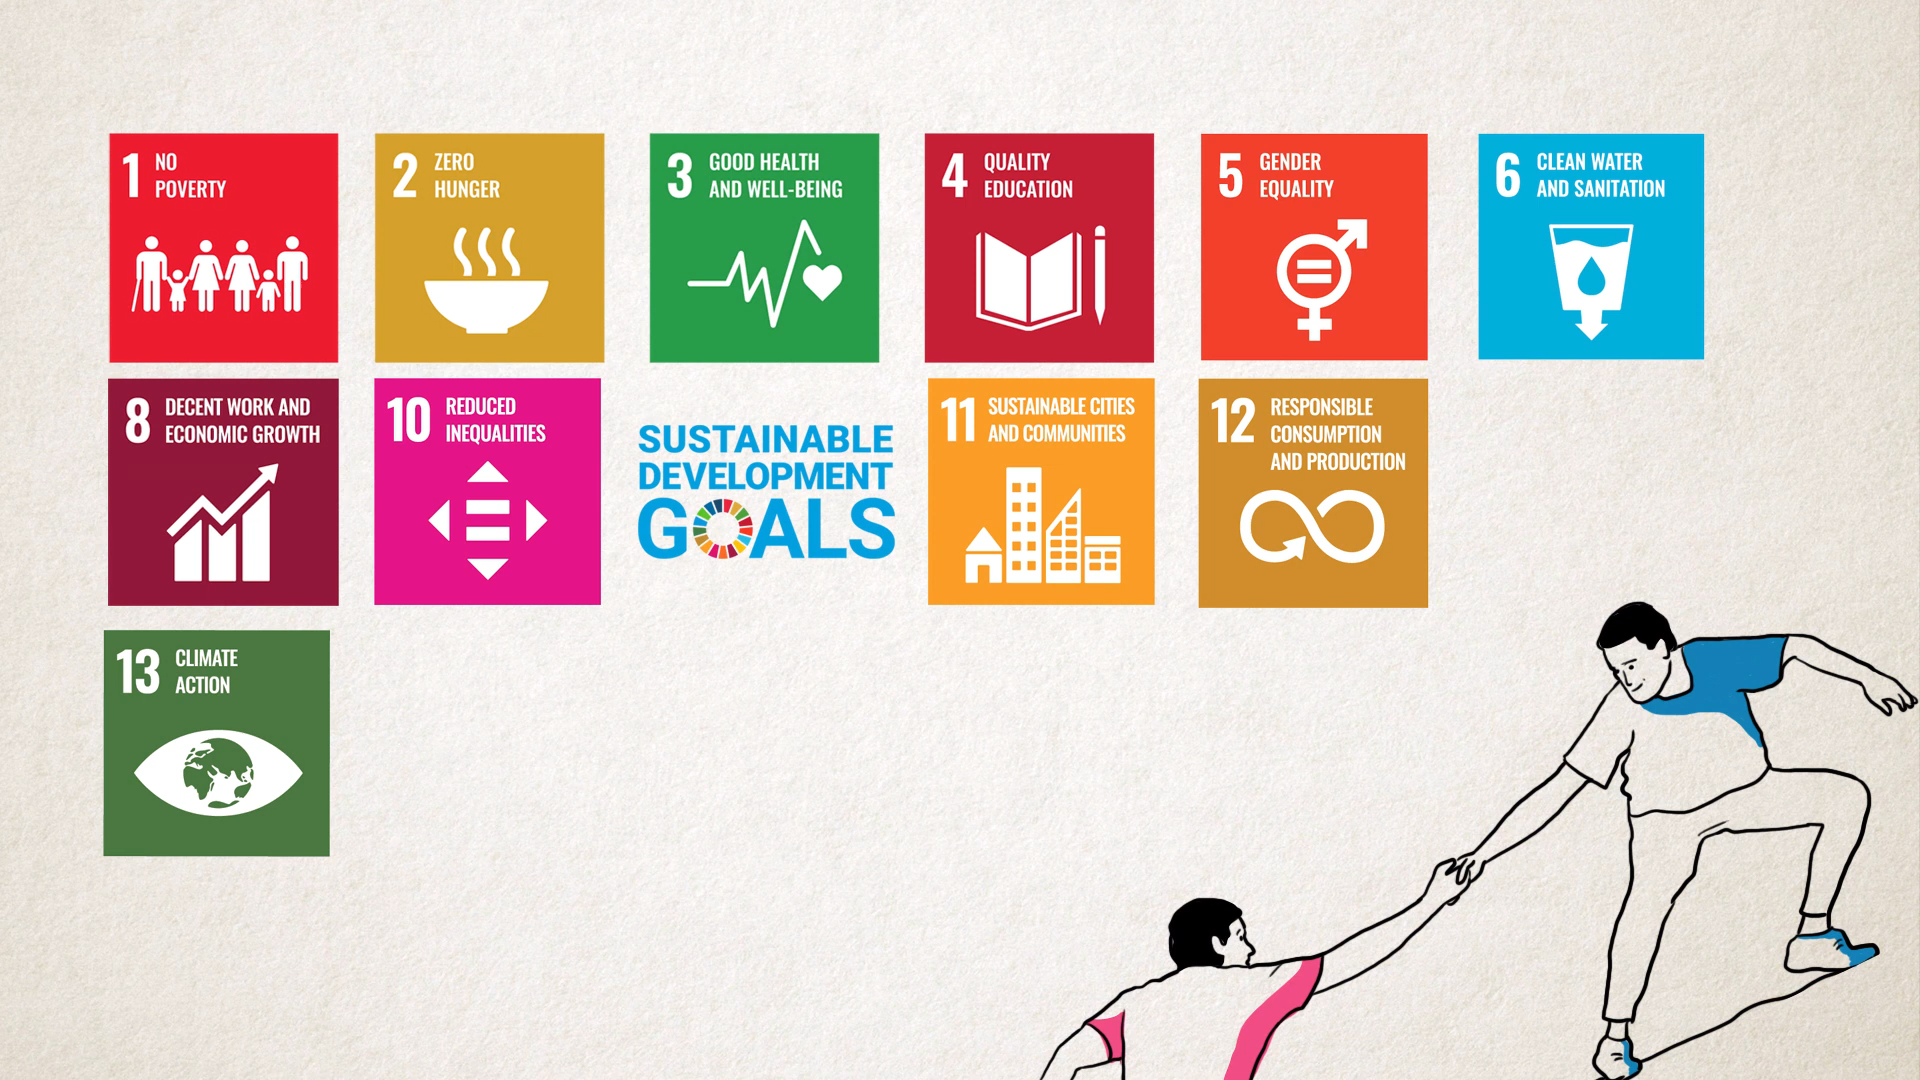 1 NO
POVERTY
2 ZERO
HUNGER
3 GOOD HEALTH
AND WELL-BEING
4 QUALITY
EDUCATION
5 GENDER
EQUALITY
6 CLEAN WATER
AND SANITATION
8 DECENT WORK AND
ECONOMIC GROWTH
10 REDUCED
INEQUALITIES
SUSTAINABLE
DEVELOPMENT
GOALS
11 SUSTAINABLE CITIES
AND COMMUNITIES
12 RESPONSIBLE
CONSUMPTION
AND PRODUCTION
13 CLIMATE
ACTION